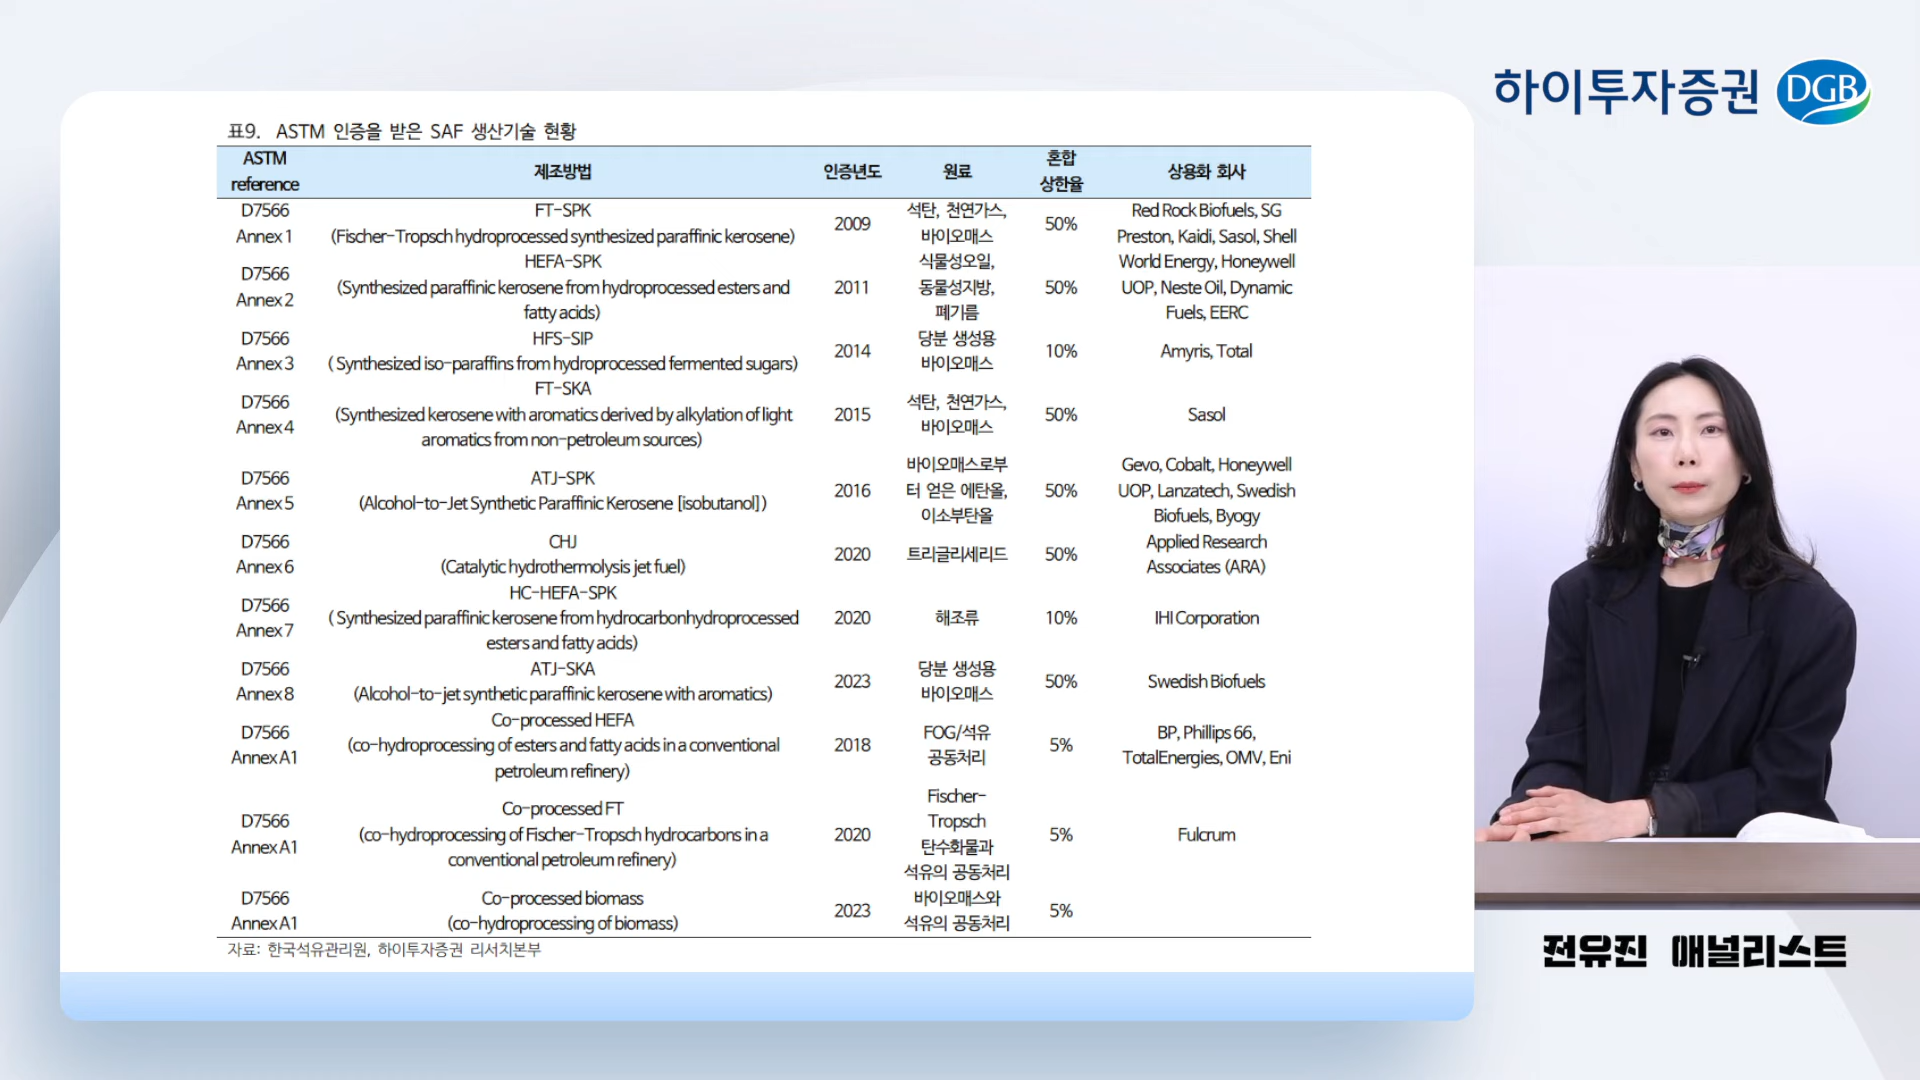 하이투자증권 DGB
표9. ASTM 인증을 받은 SAF 생산기술 현황
ASTM reference 제조방법 인증년도 원료 혼합 상한율 상용화 회사
D7566 Annex 1
FT-SPK
(Fischer-Tropsch hydroprocessed synthesized paraffinic kerosene)
2009
석탄, 천연가스,
바이오매스
50%
Red Rock Biofuels, SG
Preston, Kaidi, Sasol, Shell
D7566 Annex 2
HEFA-SPK
(Synthesized paraffinic kerosene from hydroprocessed esters and
fatty acids)
2011
식물성오일,
동물성지방,
폐기름
50%
World Energy, Honeywell
UOP, Neste Oil, Dynamic
Fuels, EERC
D7566 Annex 3
HFS-SIP
( Synthesized iso-paraffins from hydroprocessed fermented sugars)
2014
당분 생성용
바이오매스
10%
Amyris, Total
D7566 Annex 4
FT-SKA
(Synthesized kerosene with aromatics derived by alkylation of light
aromatics from non-petroleum sources)
2015
석탄, 천연가스,
바이오매스
50%
Sasol
D7566 Annex 5
ATJ-SPK
(Alcohol-to-Jet Synthetic Paraffinic Kerosene [isobutanol])
2016
바이오매스로부
터 얻은 에탄올,
이소부탄올
50%
Gevo, Cobalt, Honeywell
UOP, Lanzatech, Swedish
Biofuels, Byogy
D7566 Annex 6
CHJ
(Catalytic hydrothermolysis jet fuel)
2020
트리글리세리드
50%
Applied Research
Associates (ARA)
D7566 Annex 7
HC-HEFA-SPK
( Synthesized paraffinic kerosene from hydrocarbonhydroprocessed
esters and fatty acids)
2020
해조류
10%
IHI Corporation
D7566 Annex 8
ATJ-SKA
(Alcohol-to-jet synthetic paraffinic kerosene with aromatics)
2023
당분 생성용
바이오매스
50%
Swedish Biofuels
D7566 Annex A1
Co-processed HEFA
(co-hydroprocessing of esters and fatty acids in a conventional
petroleum refinery)
2018
FOG/석유
공동처리
5%
BP, Phillips 66,
TotalEnergies, OMV, Eni
D7566 Annex A1
Co-processed FT
(co-hydroprocessing of Fischer-Tropsch hydrocarbons in a
conventional petroleum refinery)
2020
Fischer-
Tropsch
탄수화물과
석유의 공동처리
5%
Fulcrum
D7566 Annex A1
Co-processed biomass
(co-hydroprocessing of biomass)
2023
바이오매스와
석유의 공동처리
5%
자료: 한국석유관리원, 하이투자증권 리서치본부
전유진 애널리스트